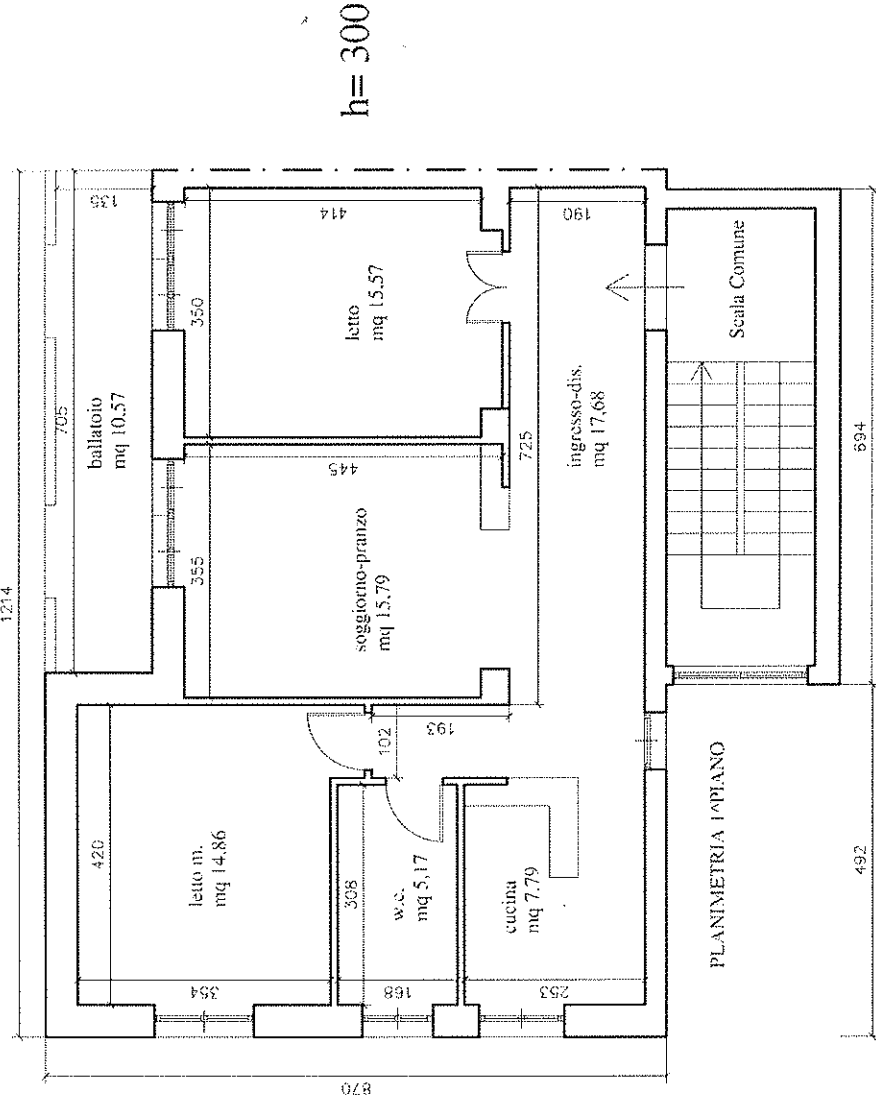 h= 300
1214
705
135
ballatoio
mq 10.57
350
414
letto
mq 15.57
190
355
445
soggiorno-pranzo
mq 15.79
725
ingresso-dis.
mq 17,68
Scala Comune
694
420
letto m.
mq 14.86
354
102
193
308
w.c.
mq 5,17
168
cucina
mq 7.79
253
PLANIMETRIA 1^PIANO
492
870